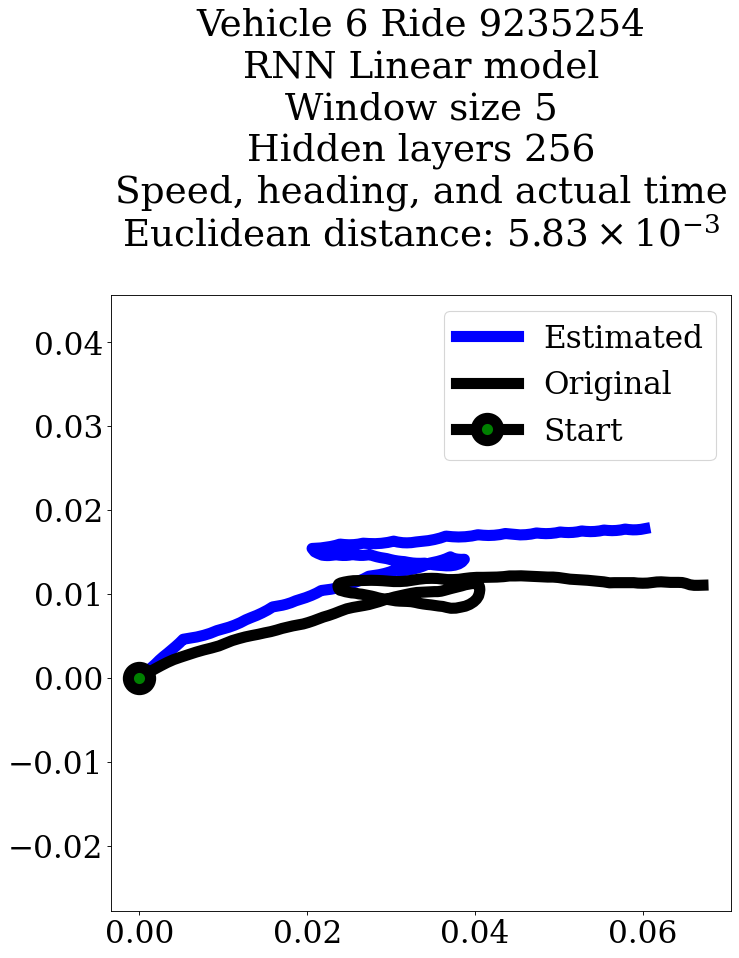 Vehicle 6 Ride 9235254
RNN Linear model
Window size 5
Hidden layers 256
Speed, heading, and actual time
Euclidean distance: 5.83 × 10⁻³
Estimated
Original
Start
0.04
0.03
0.02
0.01
0.00
−0.01
−0.02
0.00 0.02 0.04 0.06